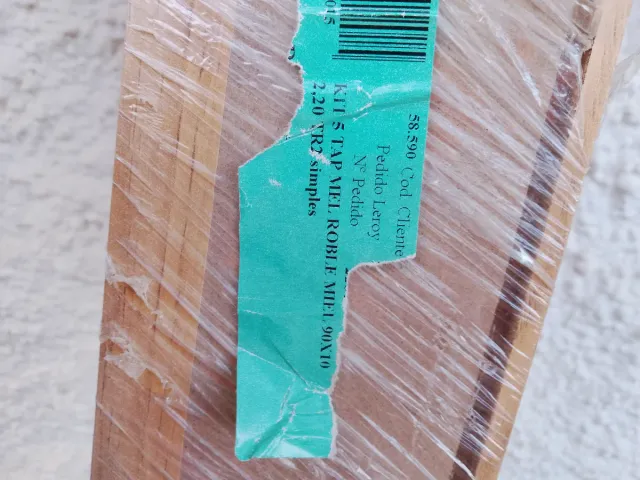 58.590 Cod Cliente
Pedido Leroy
Nº Pedido
KIT 5 TAP MEL ROBLE MIEL 90X10
2,20 TR2 simples